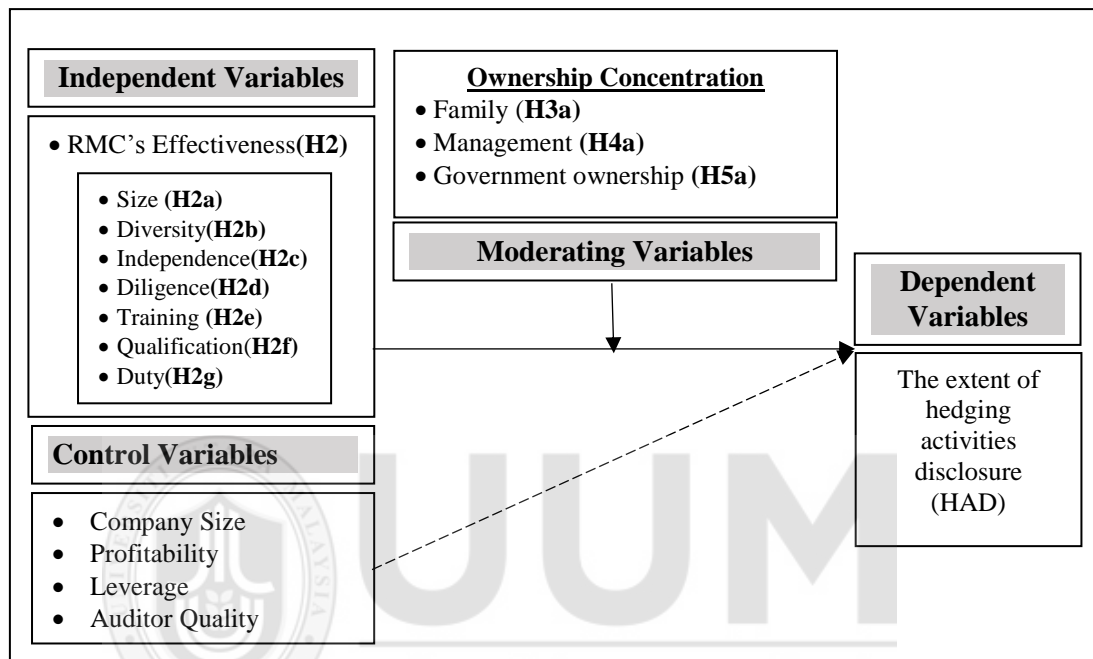 Independent Variables
• RMC's Effectiveness(H2)
• Size (H2a)
• Diversity(H2b)
• Independence(H2c)
• Diligence(H2d)
• Training (H2e)
• Qualification(H2f)
• Duty(H2g)
Ownership Concentration
• Family (H3a)
• Management (H4a)
• Government ownership (H5a)
Moderating Variables
Dependent
Variables
The extent of
hedging
activities
disclosure
(HAD)
Control Variables
• Company Size
• Profitability
• Leverage
• Auditor Quality
UUM